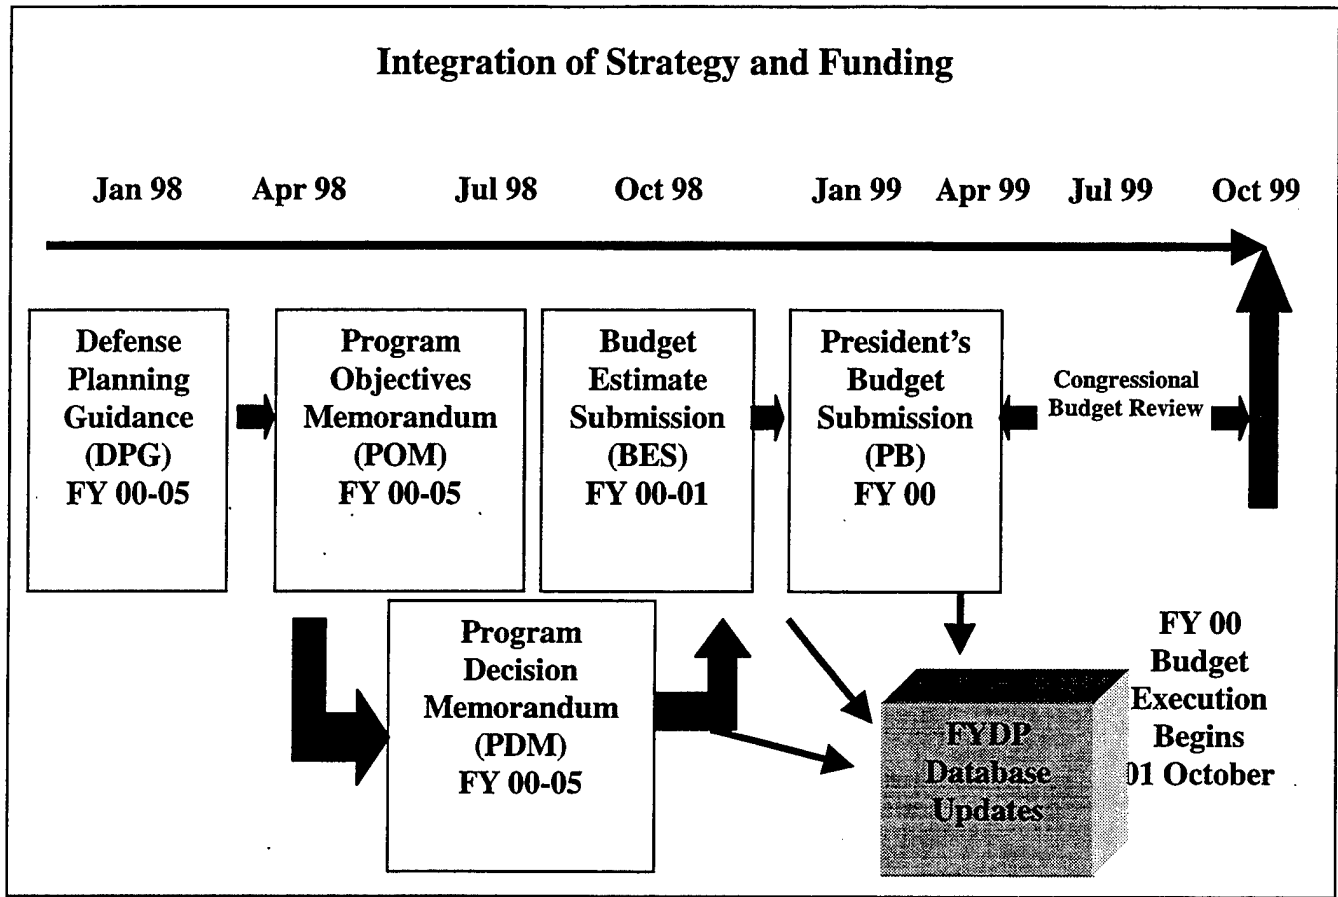 Integration of Strategy and Funding
Jan 98 Apr 98 Jul 98 Oct 98 Jan 99 Apr 99 Jul 99 Oct 99
Defense
Planning
Guidance
(DPG)
FY 00-05
Program
Objectives
Memorandum
(POM)
FY 00-05
Budget
Estimate
Submission
(BES)
FY 00-01
President's
Budget
Submission
(PB)
FY 00
Congressional
Budget Review
Program
Decision
Memorandum
(PDM)
FY 00-05
FYDP
Database
Updates
FY 00
Budget
Execution
Begins
01 October